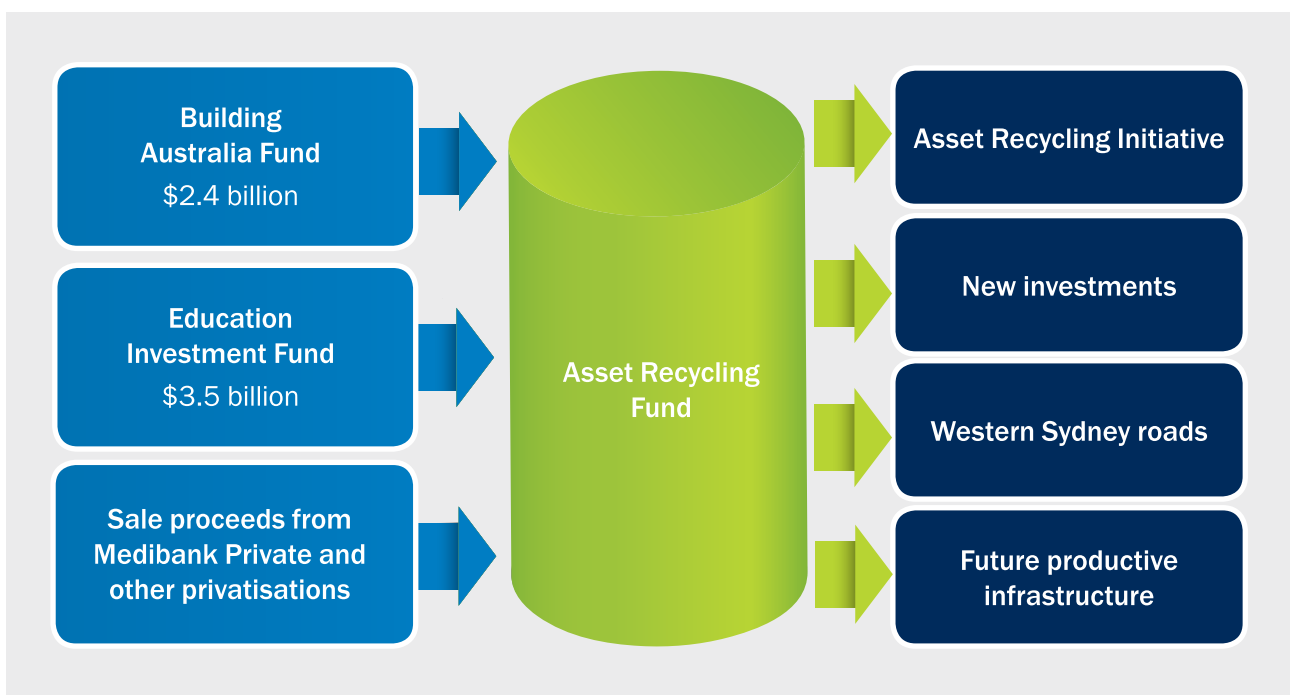 Building
Australia Fund
$2.4 billion
Education
Investment Fund
$3.5 billion
Sale proceeds from
Medibank Private and
other privatisations
Asset Recycling
Fund
Asset Recycling Initiative
New investments
Western Sydney roads
Future productive
infrastructure